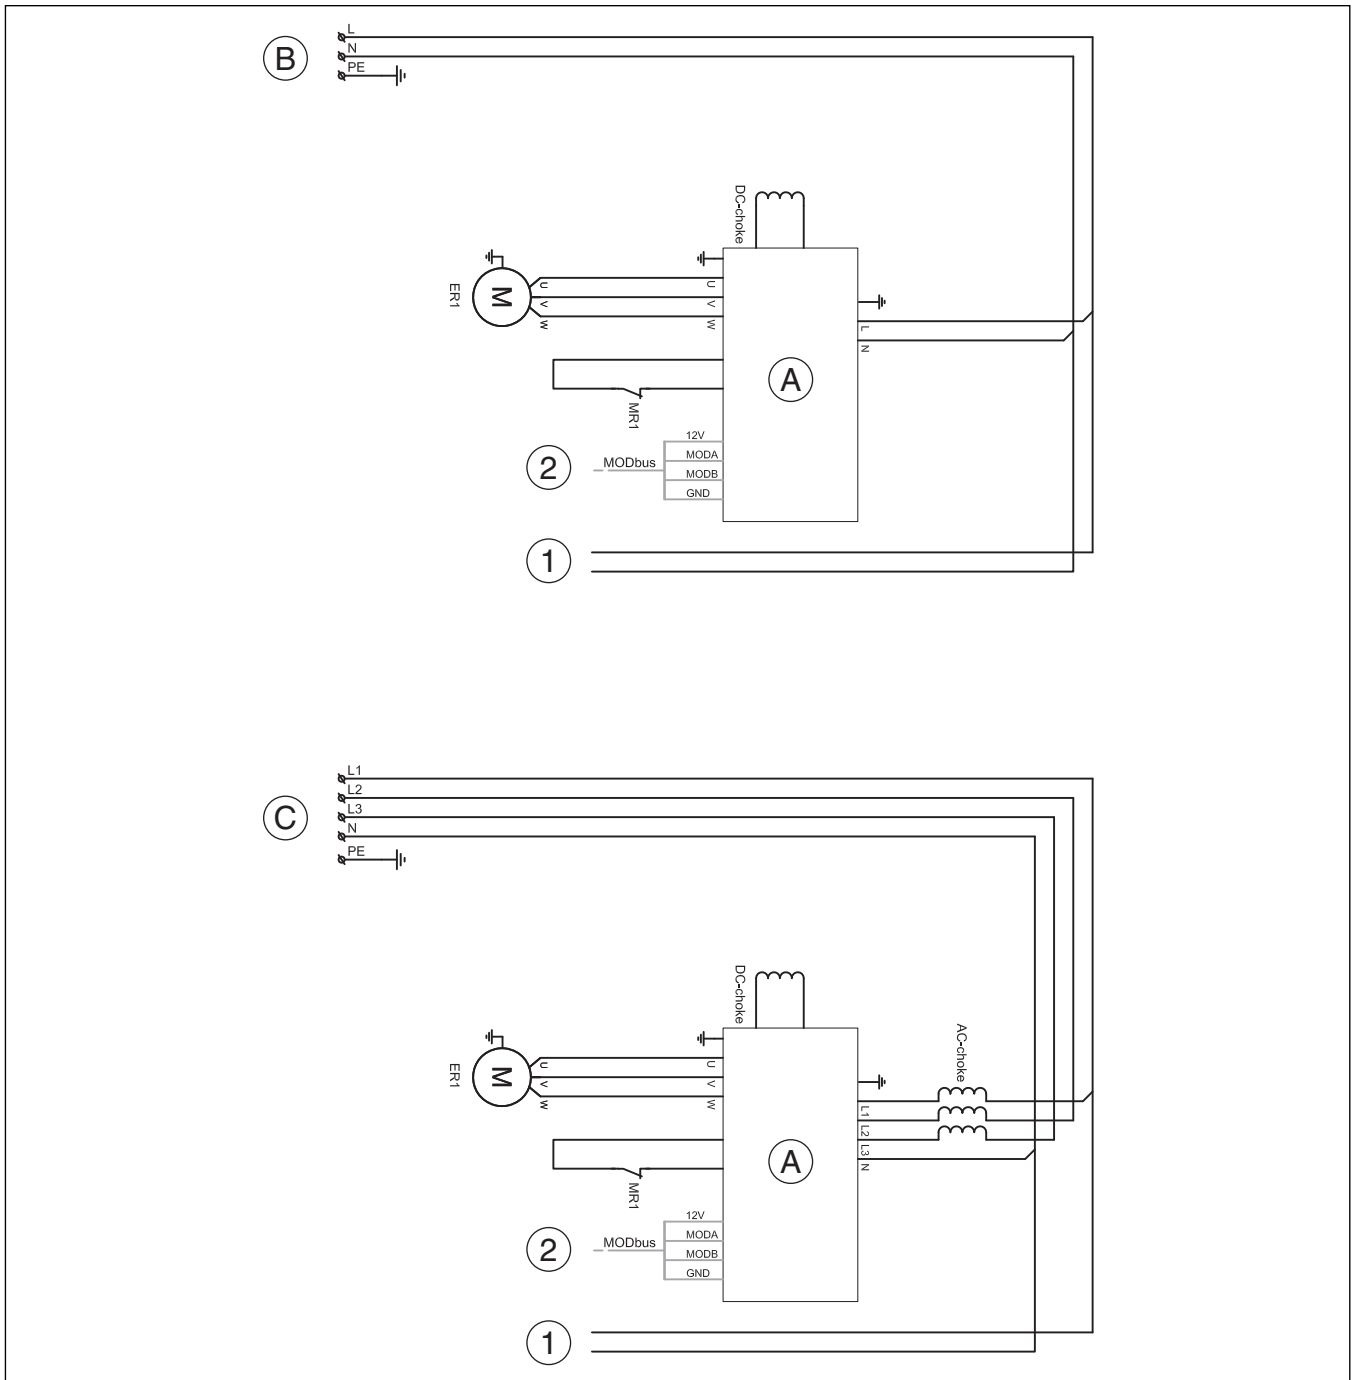 L
B
N
PE
DC-choke
M
ER1
U
V
W
U
V
W
L
N
A
MR1
12V
MODA
MODB
GND
MODbus
2
1
L1
L2
L3
C
N
PE
DC-choke
AC-choke
M
ER1
U
V
W
U
V
W
L1
L2
L3
N
A
MR1
12V
MODA
MODB
GND
MODbus
2
1